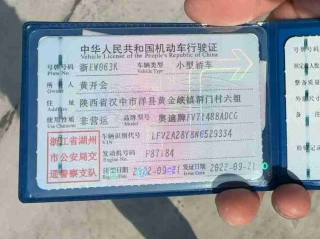 中华人民共和国机动车行驶证
Vehicle License of the People's Republic of China
号牌号码 浙EW063K 车辆类型 小型轿车
Plate No. Vehicle Type
所有人 黄开会
Owner
住址 陕西省汉中市洋县黄金峡镇荆门村六组
Address
使用性质 非营运 品牌型号 奥迪牌FV7148BADCG
Use Character Model
浙江省湖州市公安局交通警察支队
车辆识别代号 LFV2A28Y8N6529334
VIN
发动机号码
Engine No.
注册日期 2022-09-21 发证日期 2022-09-21
Register Date Issue Date